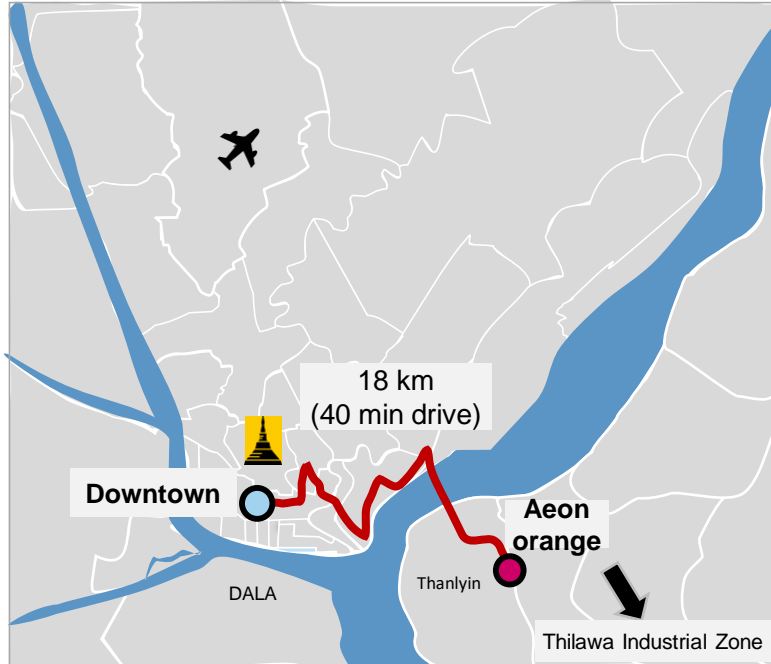 18 km
(40 min drive)
Downtown
Aeon
orange
DALA
Thanlyin
Thilawa Industrial Zone